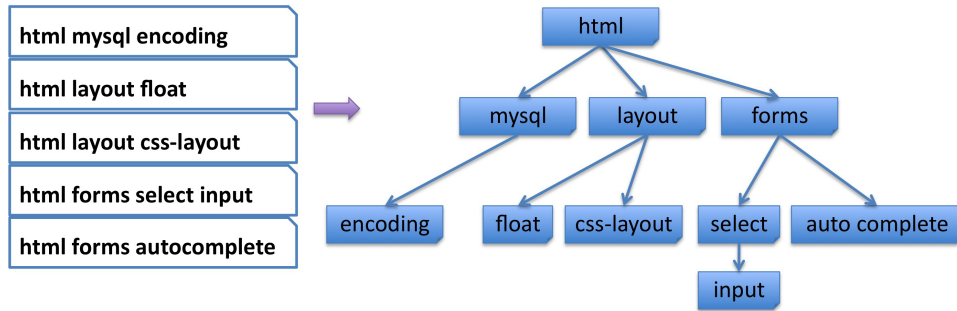 html mysql encoding
html layout float
html layout css-layout
html forms select input
html forms autocomplete
html
mysql
layout
forms
encoding
float
css-layout
select
auto complete
input